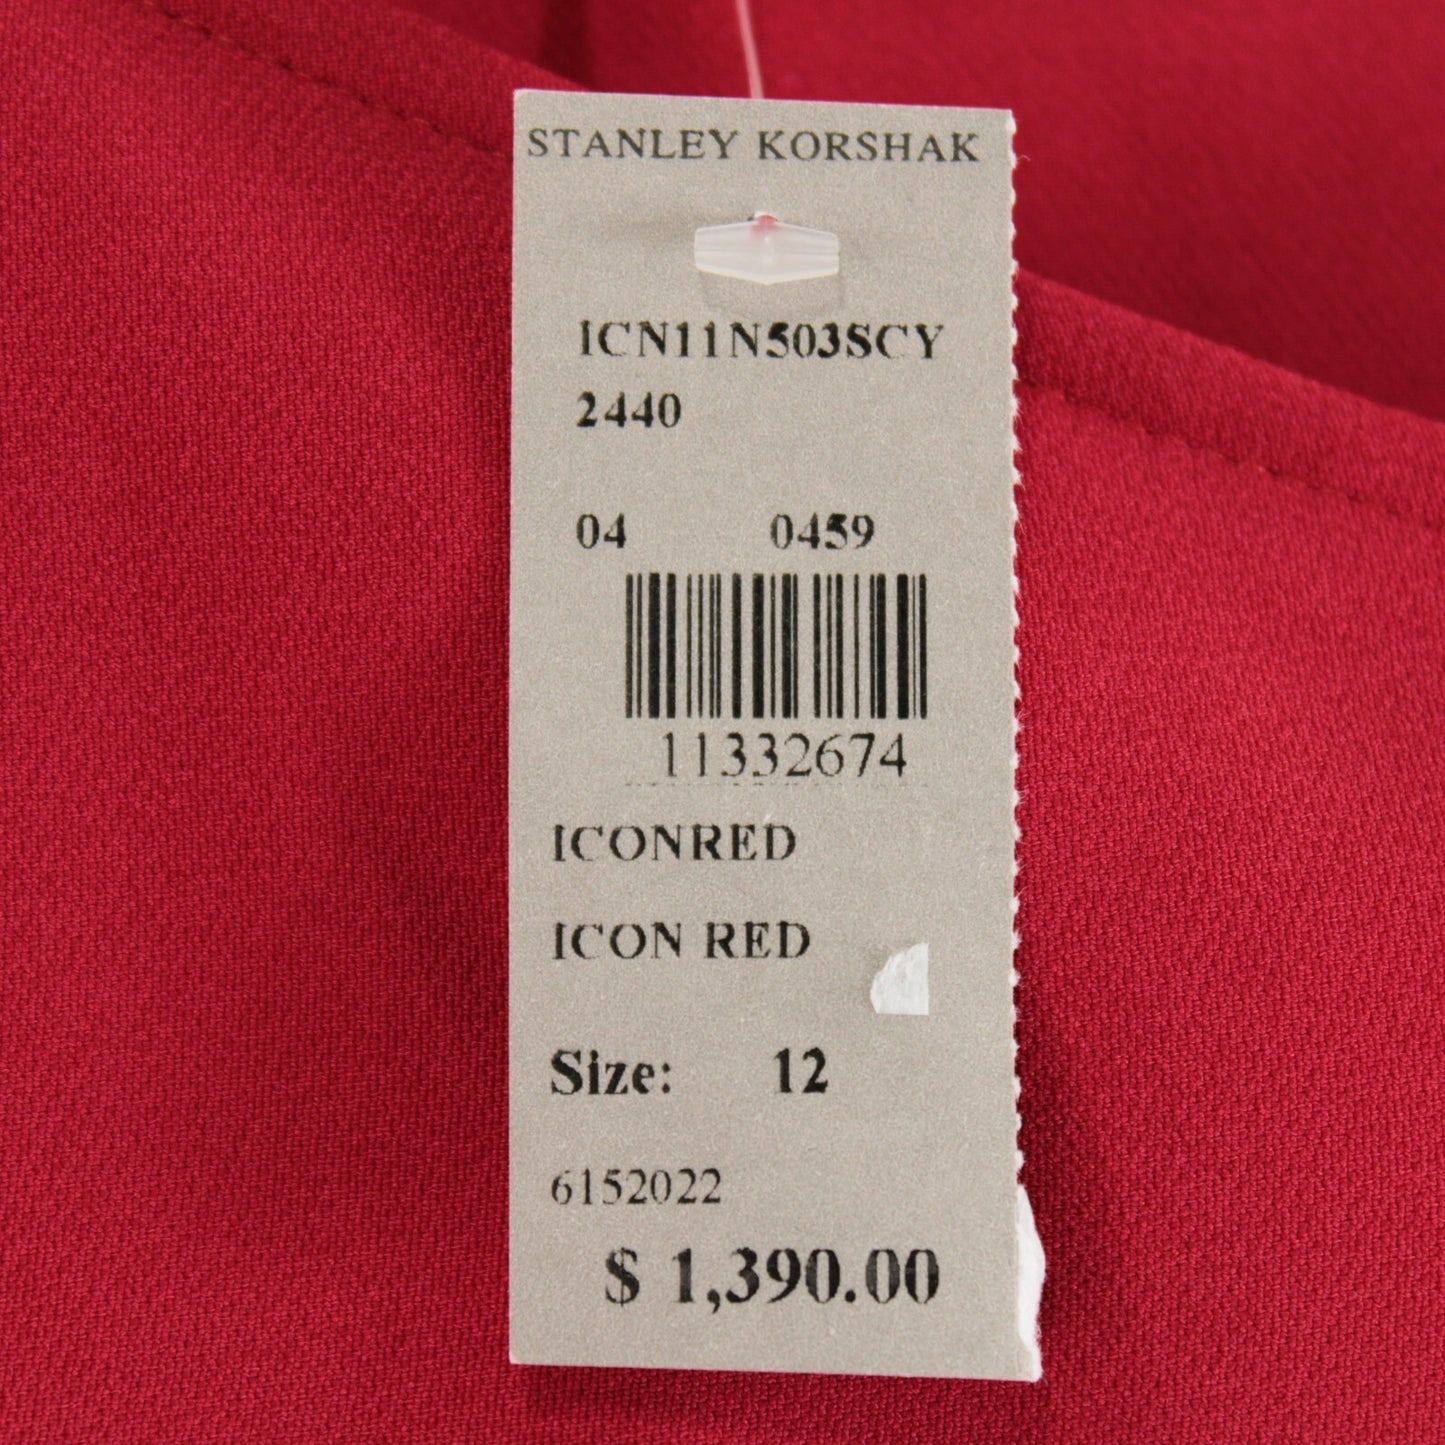 STANLEY KORSHAK
ICN11N503SCY
2440
04 0459
11332674
ICONRED
ICON RED
Size: 12
6152022
$ 1,390.00